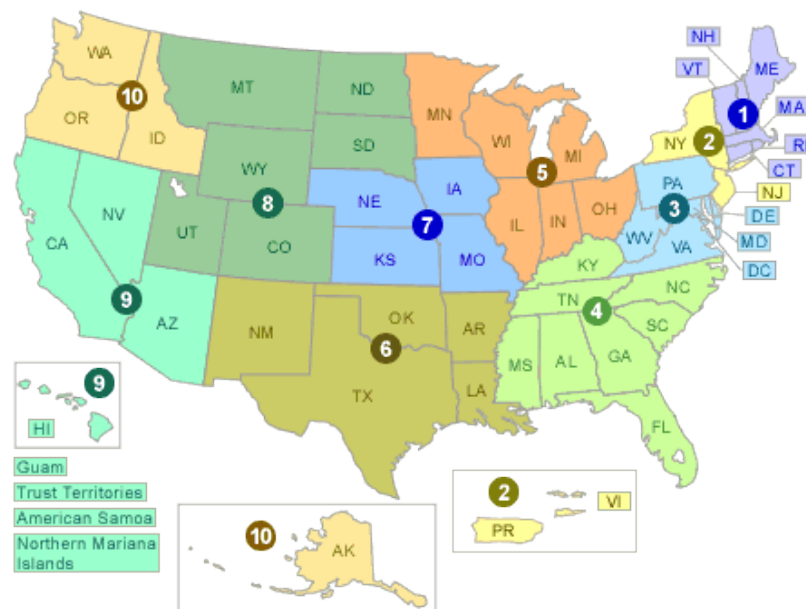 NH
WA
VT
ME
10
MT
ND
MN
1
MA
OR
ID
WI
NY
2
SD
MI
WY
5
CT
PA
NJ
IA
8
NE
3
DE
NV
7
IL
IN
OH
WV
MD
UT
CO
VA
CA
KS
MO
KY
DC
NC
9
TN
AZ
OK
4
NM
AR
SC
6
MS
AL
GA
9
TX
LA
HI
FL
Guam
Trust Territories
2
VI
American Samoa
PR
10
Northern Mariana
Islands
AK